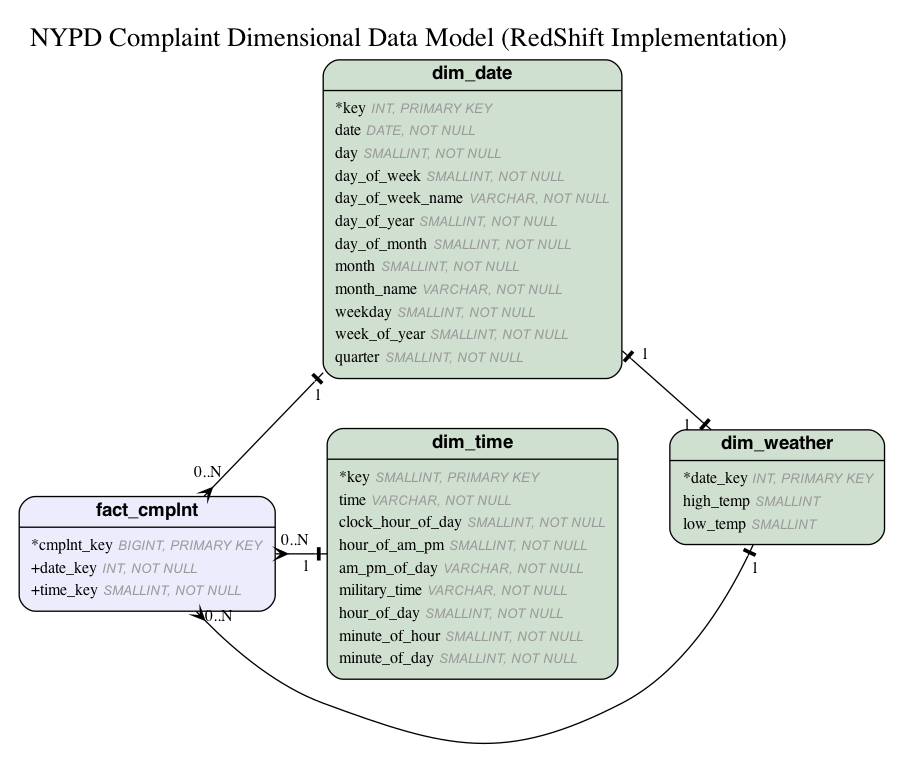 NYPD Complaint Dimensional Data Model (RedShift Implementation)
dim_date
*key INT, PRIMARY KEY
date DATE, NOT NULL
day SMALLINT, NOT NULL
day_of_week SMALLINT, NOT NULL
day_of_week_name VARCHAR, NOT NULL
day_of_year SMALLINT, NOT NULL
day_of_month SMALLINT, NOT NULL
month SMALLINT, NOT NULL
month_name VARCHAR, NOT NULL
weekday SMALLINT, NOT NULL
week_of_year SMALLINT, NOT NULL
quarter SMALLINT, NOT NULL
1
1
1
0..N
dim_time
*key SMALLINT, PRIMARY KEY
time VARCHAR, NOT NULL
clock_hour_of_day SMALLINT, NOT NULL
hour_of_am_pm SMALLINT, NOT NULL
am_pm_of_day VARCHAR, NOT NULL
military_time VARCHAR, NOT NULL
hour_of_day SMALLINT, NOT NULL
minute_of_hour SMALLINT, NOT NULL
minute_of_day SMALLINT, NOT NULL
dim_weather
*date_key INT, PRIMARY KEY
high_temp SMALLINT
low_temp SMALLINT
fact_cmplnt
*cmplnt_key BIGINT, PRIMARY KEY
+date_key INT, NOT NULL
+time_key SMALLINT, NOT NULL
0..N
1
0..N
1